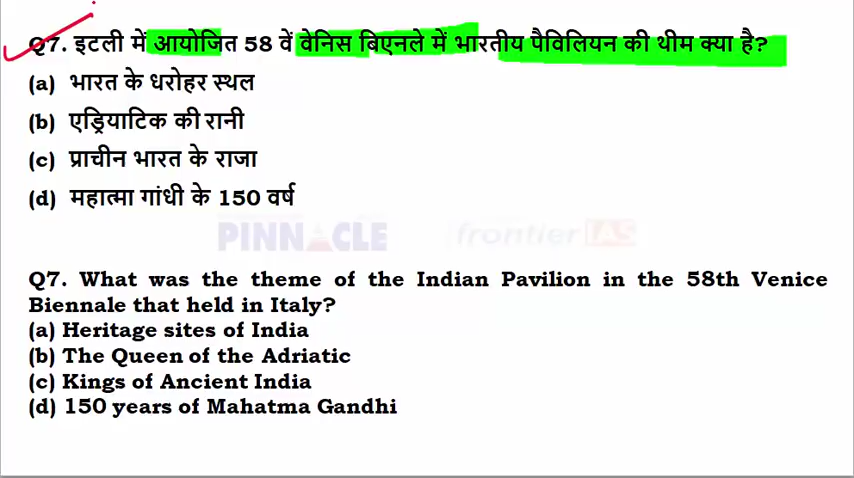 Q7. इटली में आयोजित 58 वें वेनिस बिएनले में भारतीय पैविलियन की थीम क्या है?
(a) भारत के धरोहर स्थल
(b) एड्रियाटिक की रानी
(c) प्राचीन भारत के राजा
(d) महात्मा गांधी के 150 वर्ष
PINNACLE frontier IAS
Q7. What was the theme of the Indian Pavilion in the 58th Venice
Biennale that held in Italy?
(a) Heritage sites of India
(b) The Queen of the Adriatic
(c) Kings of Ancient India
(d) 150 years of Mahatma Gandhi